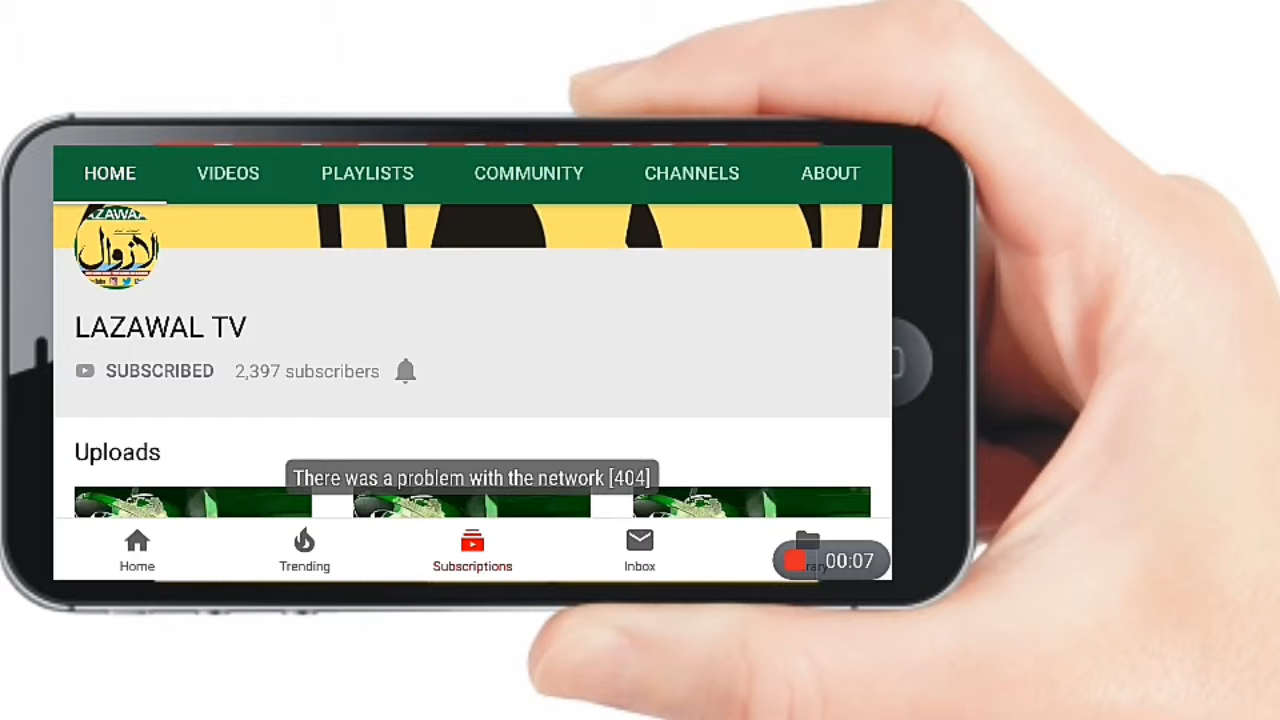 HOME VIDEOS PLAYLISTS COMMUNITY CHANNELS ABOUT
لازوال
LAZAWAL TV
SUBSCRIBED 2,397 subscribers
Uploads
There was a problem with the network [404]
Home Trending Subscriptions Inbox
00:07